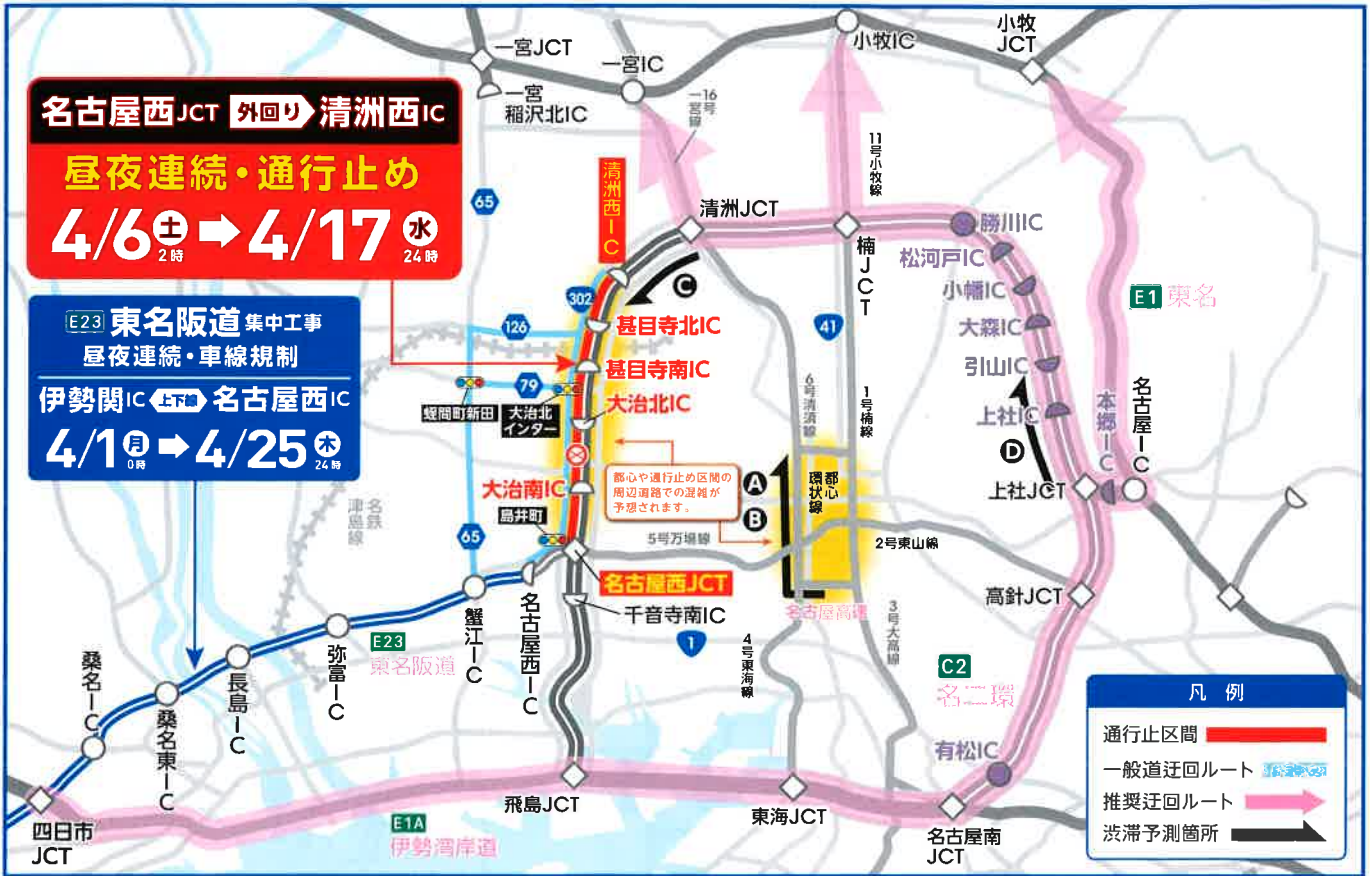 名古屋西JCT 外回り 清洲西IC
昼夜連続・通行止め
4/6 土 2時 ➡ 4/17 水 24時
E23 東名阪道 集中工事
昼夜連続・車線規制
伊勢関IC 上下線 名古屋西IC
4/1 月 0時 ➡ 4/25 木 24時
一宮JCT
一宮
稲沢北IC
一宮IC
小牧IC
小牧
JCT
16号
一宮線
11号小牧線
65
清洲西IC
清洲JCT
楠JCT
勝川IC
松河戸IC
小幡IC
大森IC
引山IC
上社IC
本郷IC
名古屋IC
E1 東名
C
302
126
甚目寺北IC
甚目寺南IC
79
蛭間町新田
大治北
インター
大治北IC
41
6号清須線
1号楠線
都心や通行止め区間の
周辺道路での混雑が
予想されます。
大治南IC
島井町
A
B
都心
環状線
D
上社JCT
名鉄
津島線
65
5号万場線
2号東山線
名古屋西JCT
千音寺南IC
名古屋高速
高針JCT
1
4号東海線
3号大高線
C2
名二環
名古屋西IC
蟹江IC
E23
東名阪道
弥富IC
長島IC
桑名東IC
桑名IC
四日市
JCT
E1A
伊勢湾岸道
飛島JCT
東海JCT
有松IC
名古屋南
JCT
凡例
通行止区間
一般道迂回ルート
推奨迂回ルート
渋滞予測箇所